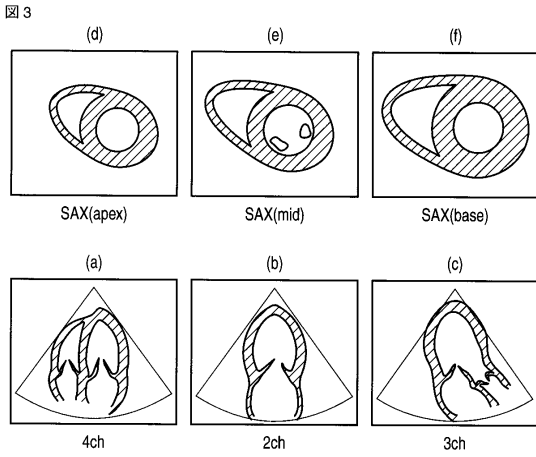 図3
(d) (e) (f)
SAX(apex) SAX(mid) SAX(base)
(a) (b) (c)
4ch 2ch 3ch